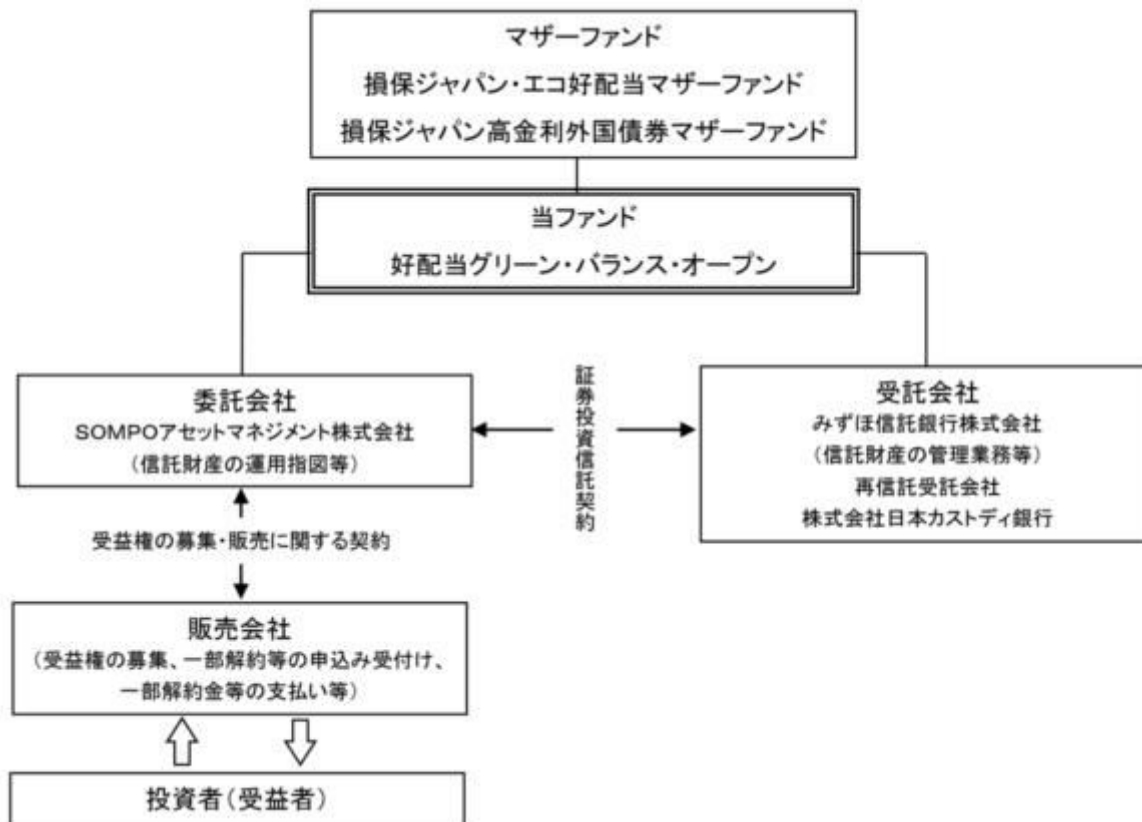 マザーファンド
損保ジャパン・エコ好配当マザーファンド
損保ジャパン高金利外国債券マザーファンド
当ファンド
好配当グリーン・バランス・オープン
委託会社
SOMPOアセットマネジメント株式会社
(信託財産の運用指図等)
証券投資信託契約
受託会社
みずほ信託銀行株式会社
(信託財産の管理業務等)
再信託受託会社
株式会社日本カストディ銀行
受益権の募集・販売に関する契約
販売会社
(受益権の募集、一部解約等の申込み受付け、
一部解約金等の支払い等)
投資者(受益者)